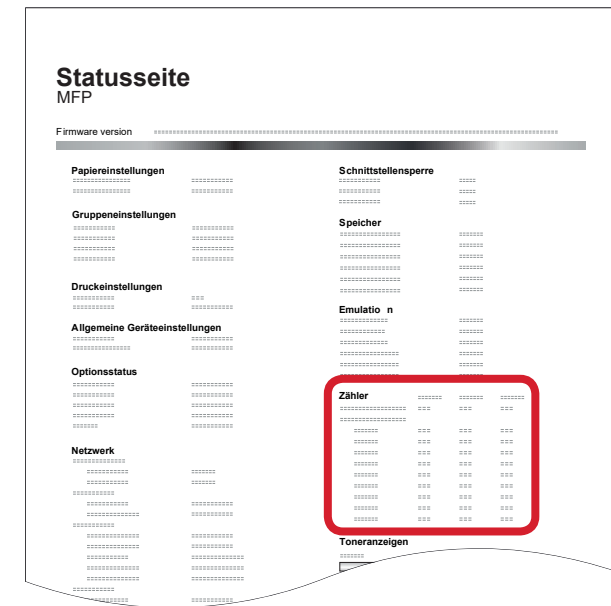 Statusseite
MFP
Firmware version
Papiereinstellungen
Gruppeneinstellungen
Druckeinstellungen
Allgemeine Geräteeinstellungen
Optionsstatus
Netzwerk
Schnittstellensperre
Speicher
Emulatio n
Zähler
Toneranzeigen